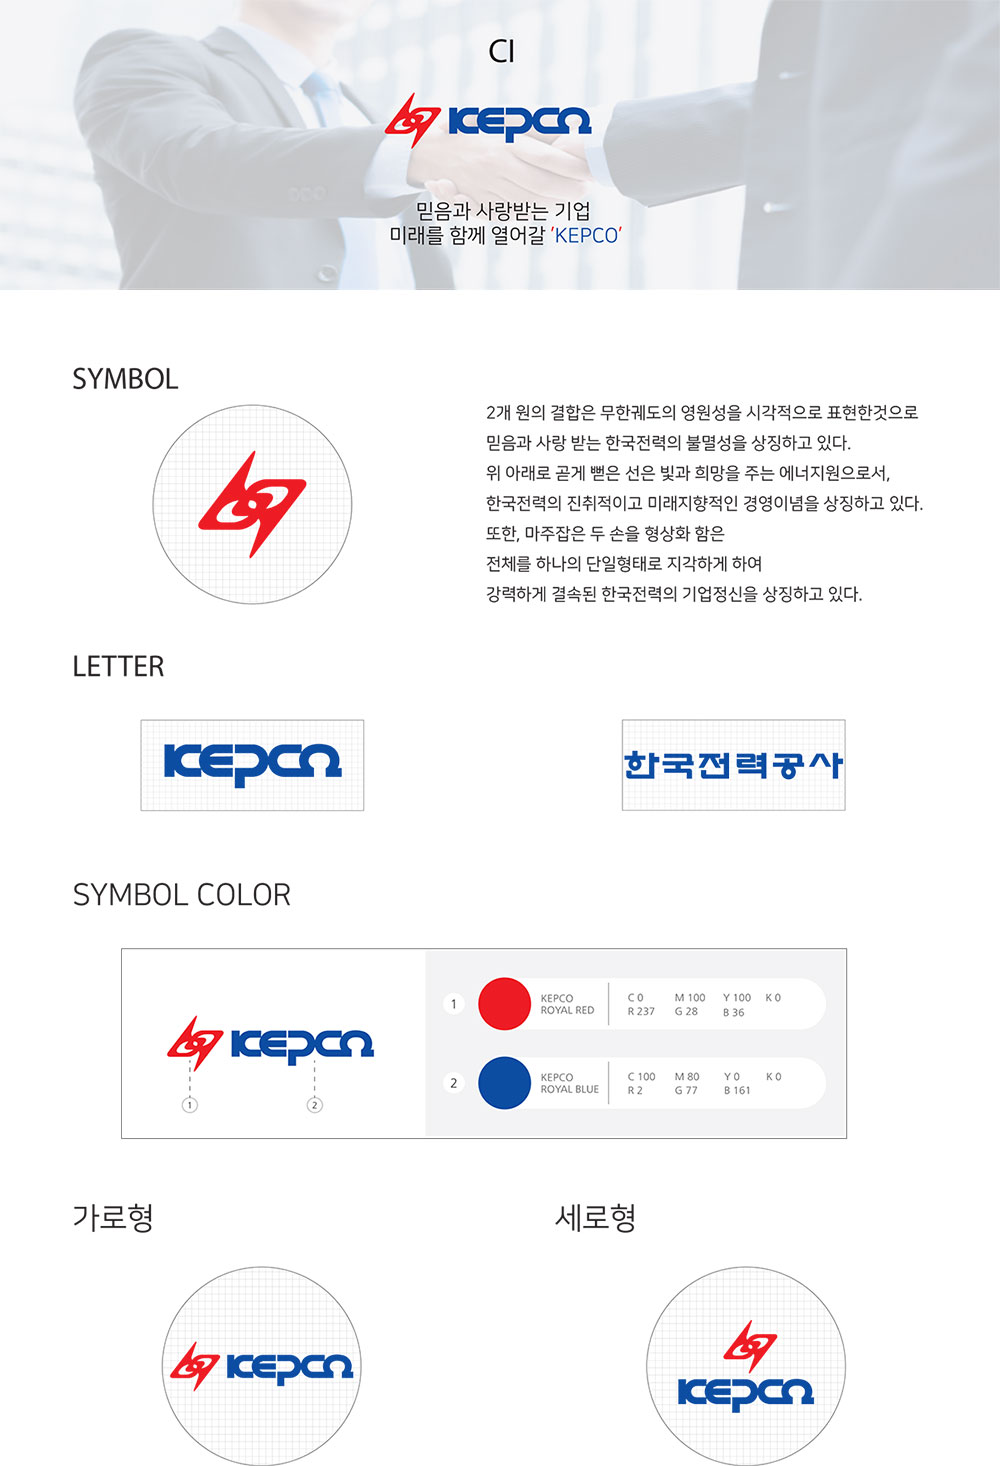 CI
KEPCO
믿음과 사랑받는 기업
미래를 함께 열어갈 'KEPCO'
SYMBOL
2개 원의 결합은 무한궤도의 영원성을 시각적으로 표현한것으로
믿음과 사랑 받는 한국전력의 불멸성을 상징하고 있다.
위 아래로 곧게 뻗은 선은 빛과 희망을 주는 에너지원으로서,
한국전력의 진취적이고 미래지향적인 경영이념을 상징하고 있다.
또한, 마주잡은 두 손을 형상화 함은
전체를 하나의 단일형태로 지각하게 하여
강력하게 결속된 한국전력의 기업정신을 상징하고 있다.
LETTER
KEPCO
한국전력공사
SYMBOL COLOR
KEPCO
1
2
1
KEPCO
ROYAL RED
C 0 M 100 Y 100 K 0
R 237 G 28 B 36
2
KEPCO
ROYAL BLUE
C 100 M 80 Y 0 K 0
R 2 G 77 B 161
가로형
KEPCO
세로형
KEPCO